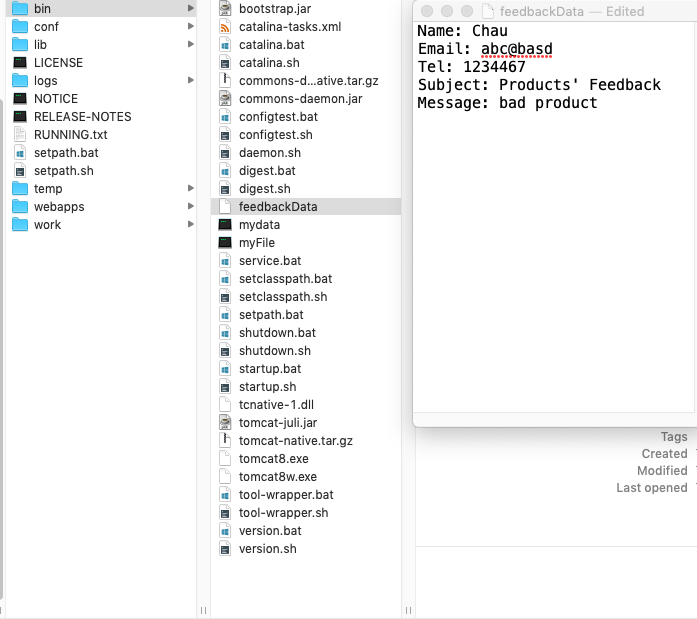 bin
conf
lib
LICENSE
logs
NOTICE
RELEASE-NOTES
RUNNING.txt
setpath.bat
setpath.sh
temp
webapps
work
bootstrap.jar
catalina-tasks.xml
catalina.bat
catalina.sh
commons-d...ative.tar.gz
commons-daemon.jar
configtest.bat
configtest.sh
daemon.sh
digest.bat
digest.sh
feedbackData
mydata
myFile
service.bat
setclasspath.bat
setclasspath.sh
setpath.bat
shutdown.bat
shutdown.sh
startup.bat
startup.sh
tcnative-1.dll
tomcat-juli.jar
tomcat-native.tar.gz
tomcat8.exe
tomcat8w.exe
tool-wrapper.bat
tool-wrapper.sh
version.bat
version.sh
feedbackData — Edited
Name: Chau
Email: abc@basd
Tel: 1234467
Subject: Products' Feedback
Message: bad product
Tags
Created
Modified
Last opened